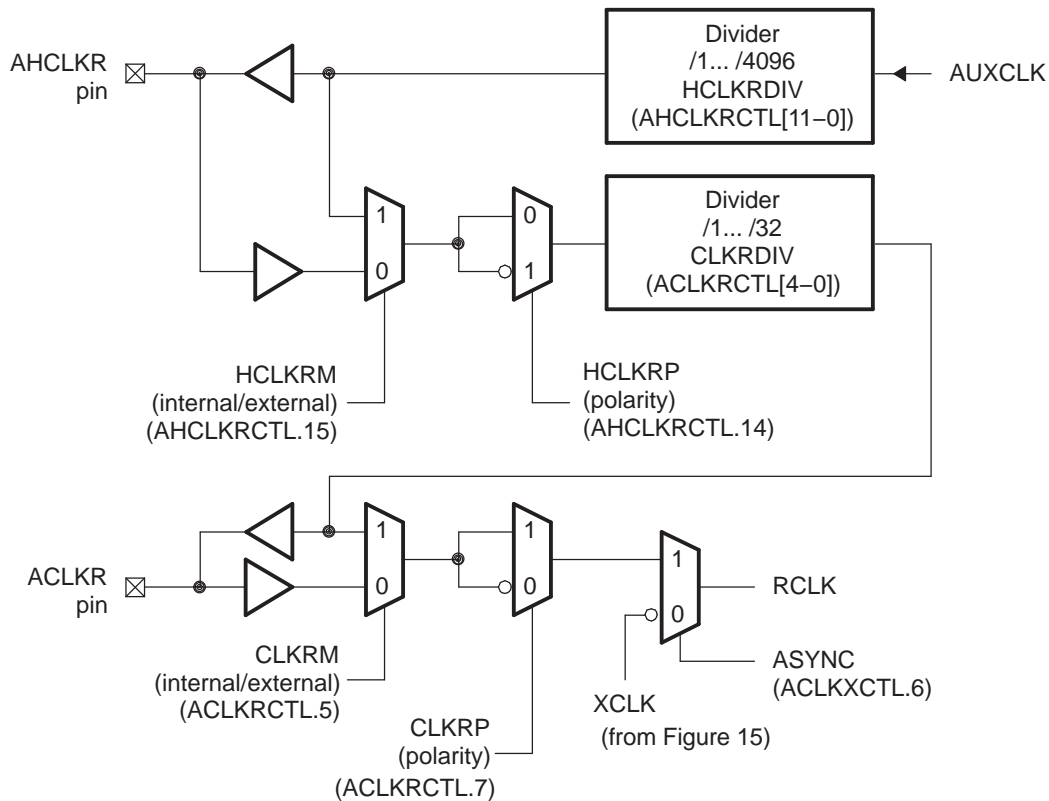 Divider
/1... /4096
HCLKRDIV
(AHCLKRCTL[11−0])
AHCLKR
pin
AUXCLK
1
0
0
1
Divider
/1... /32
CLKRDIV
(ACLKRCTL[4−0])
HCLKRM
(internal/external)
(AHCLKRCTL.15)
HCLKRP
(polarity)
(AHCLKRCTL.14)
ACLKR
pin
1
0
1
0
1
0
RCLK
CLKRM
(internal/external)
(ACLKRCTL.5)
ASYNC
(ACLKXCTL.6)
XCLK
(from Figure 15)
CLKRP
(polarity)
(ACLKRCTL.7)